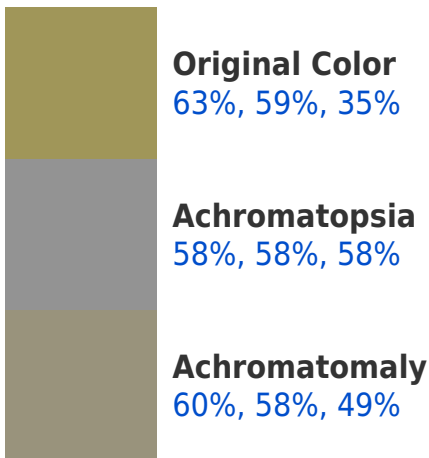 Original Color
63%, 59%, 35%
Achromatopsia
58%, 58%, 58%
Achromatomaly
60%, 58%, 49%